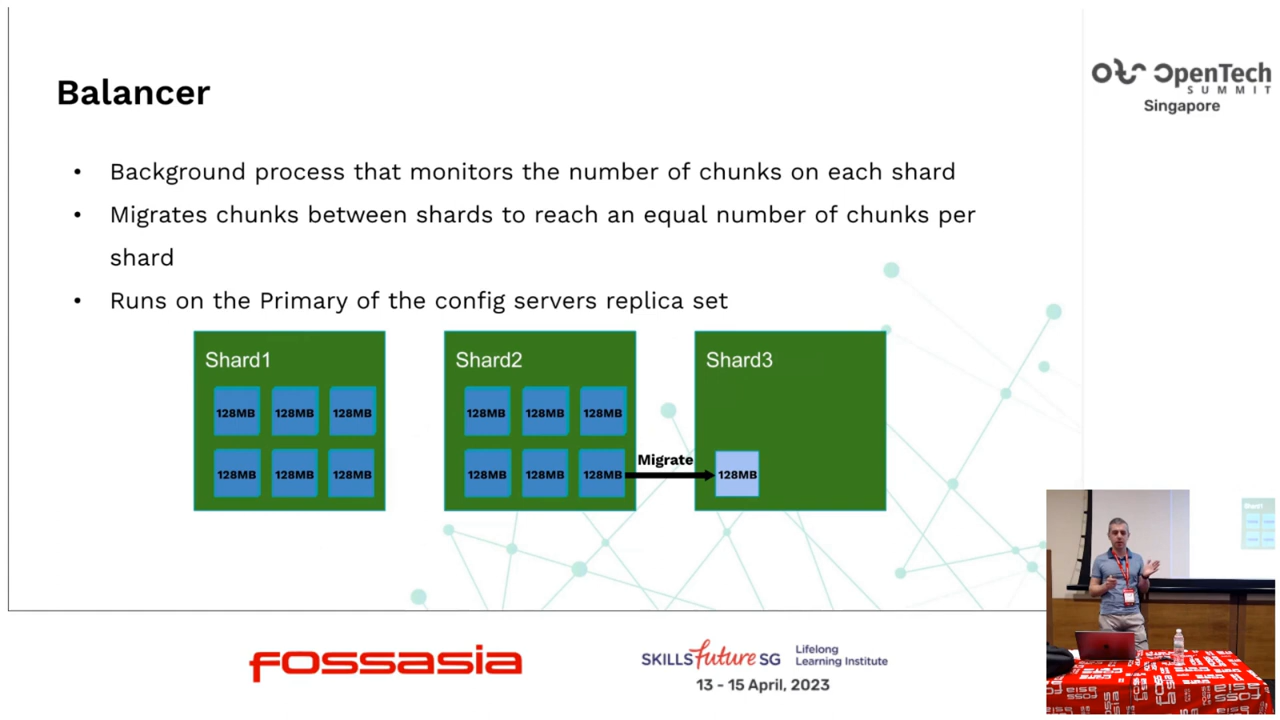 Balancer
• Background process that monitors the number of chunks on each shard
• Migrates chunks between shards to reach an equal number of chunks per
shard
• Runs on the Primary of the config servers replica set
Shard1
128MB 128MB 128MB
128MB 128MB 128MB
Shard2
128MB 128MB 128MB
128MB 128MB 128MB
Migrate
Shard3
128MB
OpenTech
SUMMIT
Singapore
Shard1
FOSSASIA
SKILLSfuture SG
Lifelong
Learning Institute
13 - 15 April, 2023